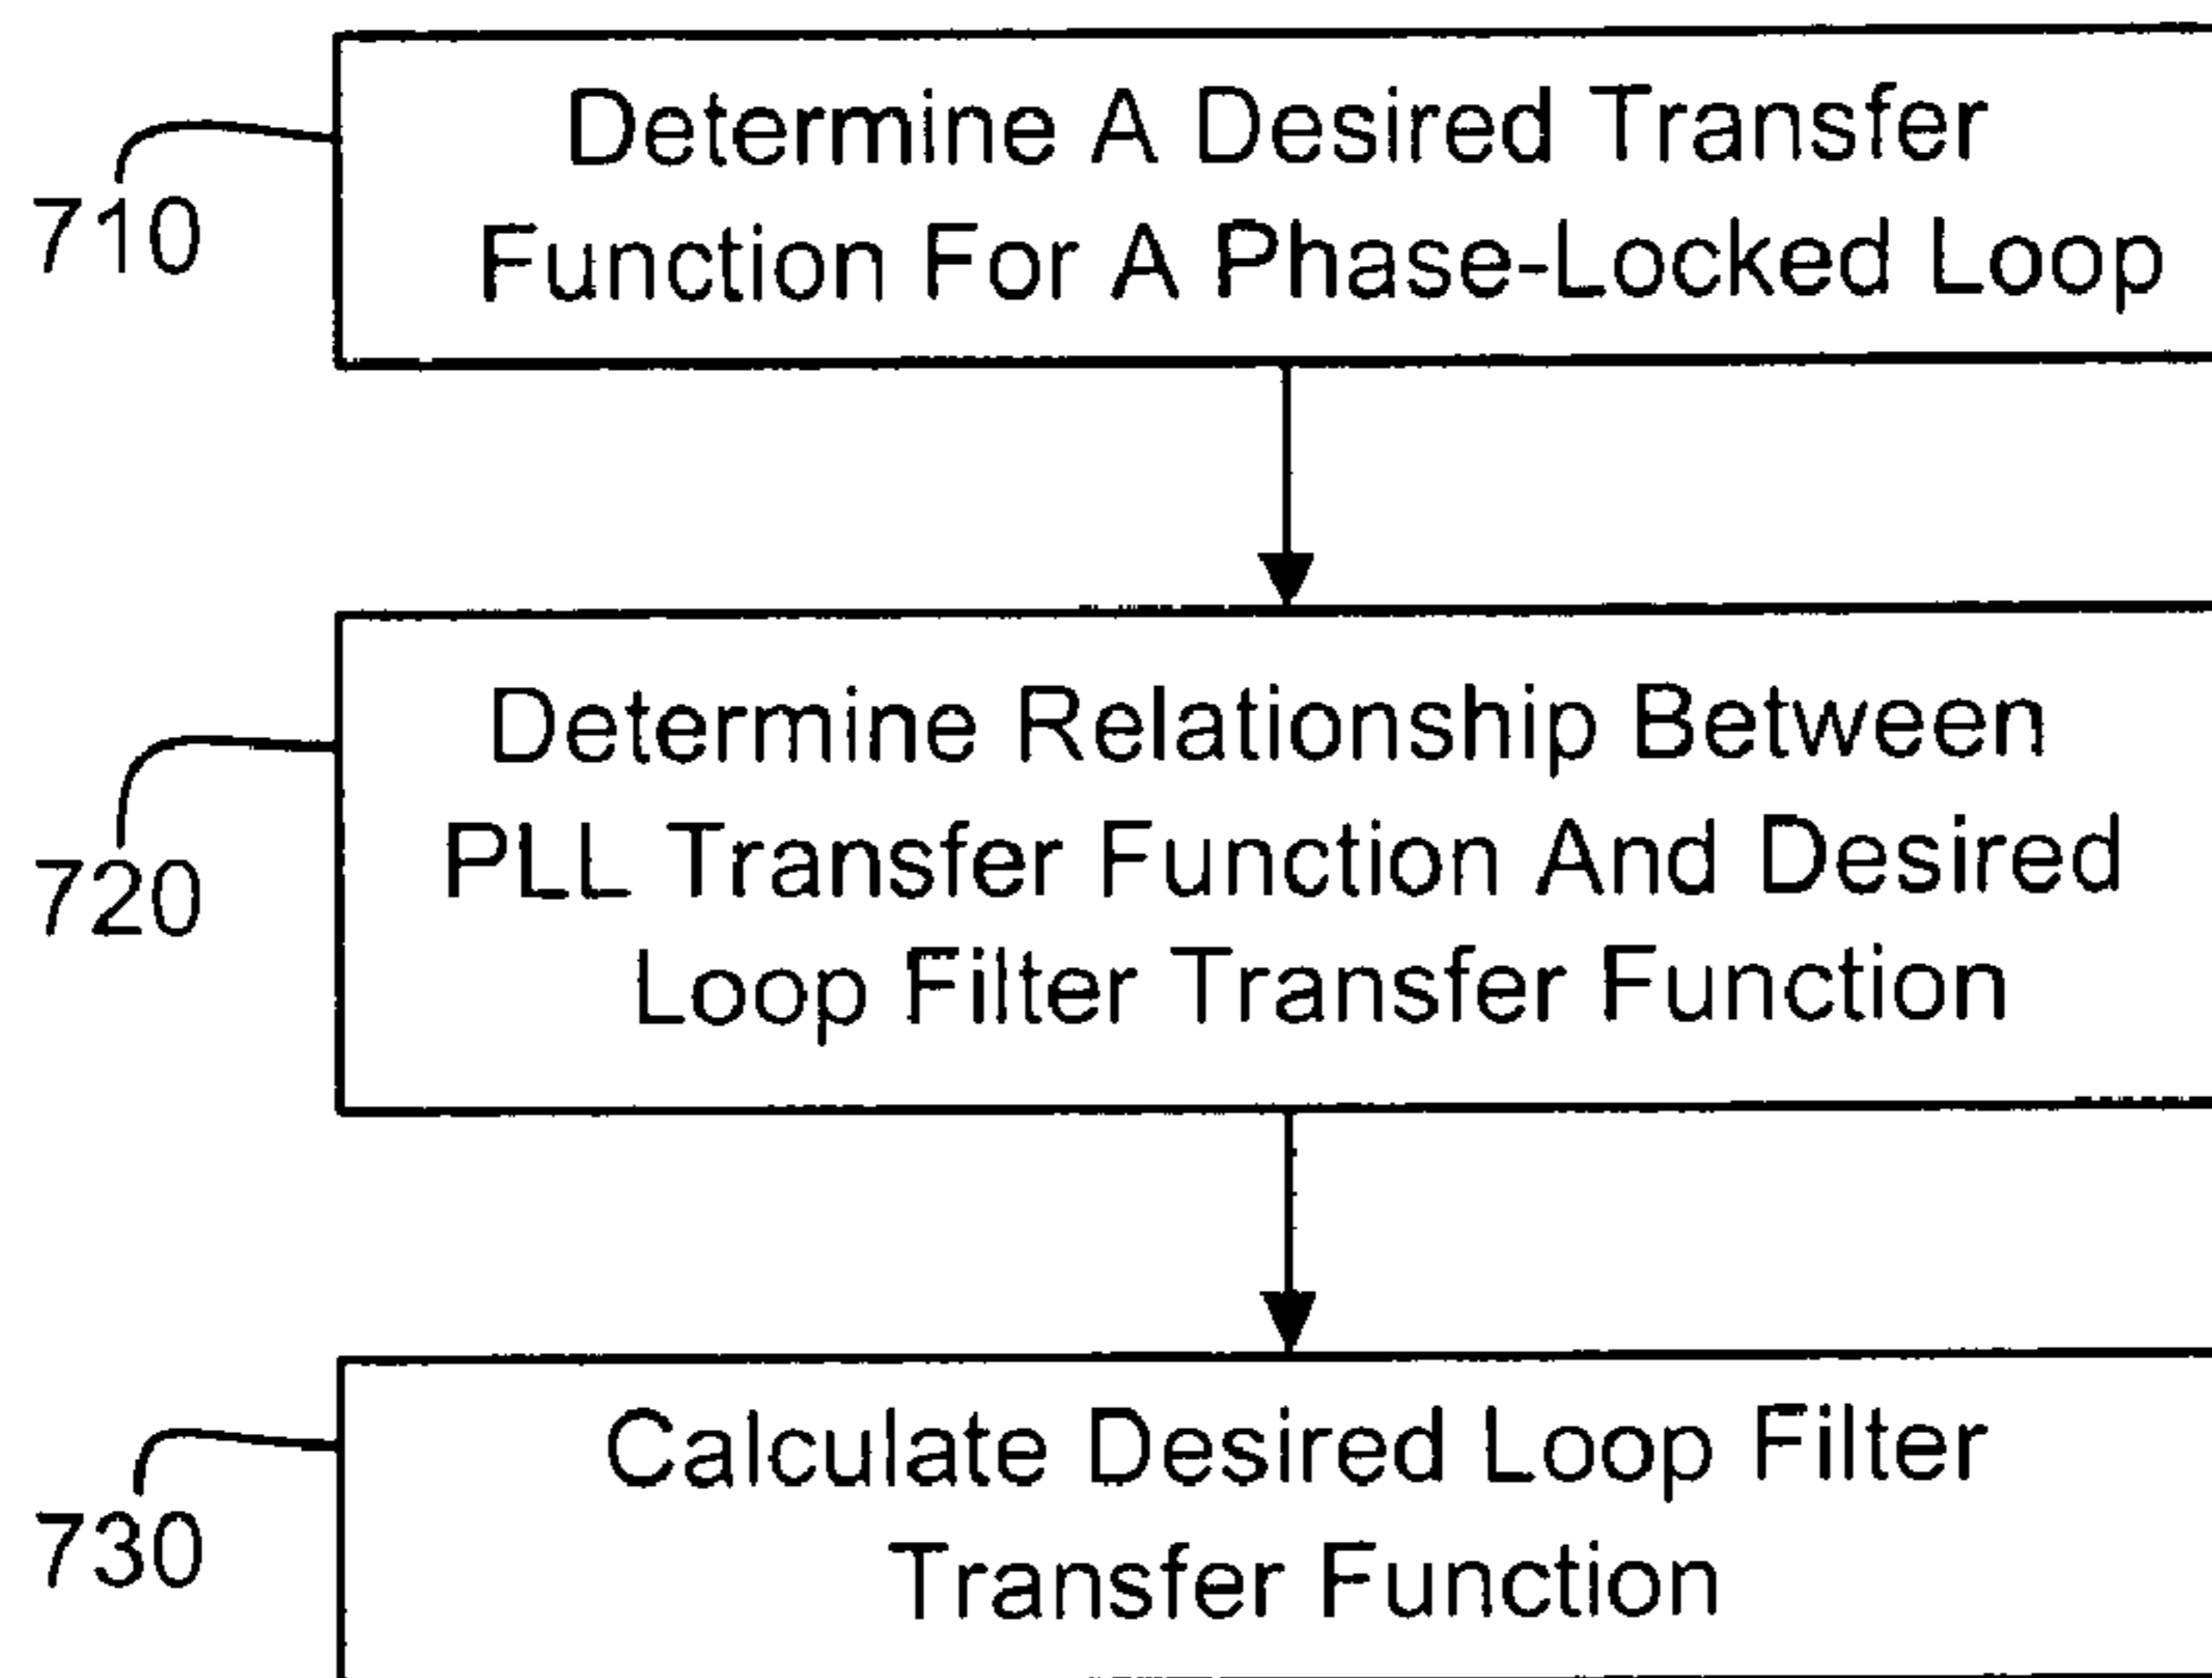 Determine A Desired Transfer
Function For A Phase-Locked Loop
710
Determine Relationship Between
PLL Transfer Function And Desired
Loop Filter Transfer Function
720
Calculate Desired Loop Filter
Transfer Function
730